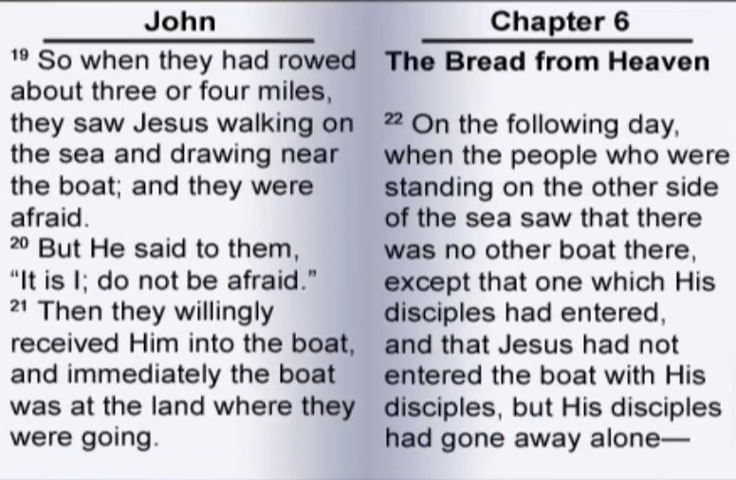 John
19 So when they had rowed
about three or four miles,
they saw Jesus walking on
the sea and drawing near
the boat; and they were
afraid.
20 But He said to them,
“It is I; do not be afraid.”
21 Then they willingly
received Him into the boat,
and immediately the boat
was at the land where they
were going.
Chapter 6
The Bread from Heaven
22 On the following day,
when the people who were
standing on the other side
of the sea saw that there
was no other boat there,
except that one which His
disciples had entered,
and that Jesus had not
entered the boat with His
disciples, but His disciples
had gone away alone—